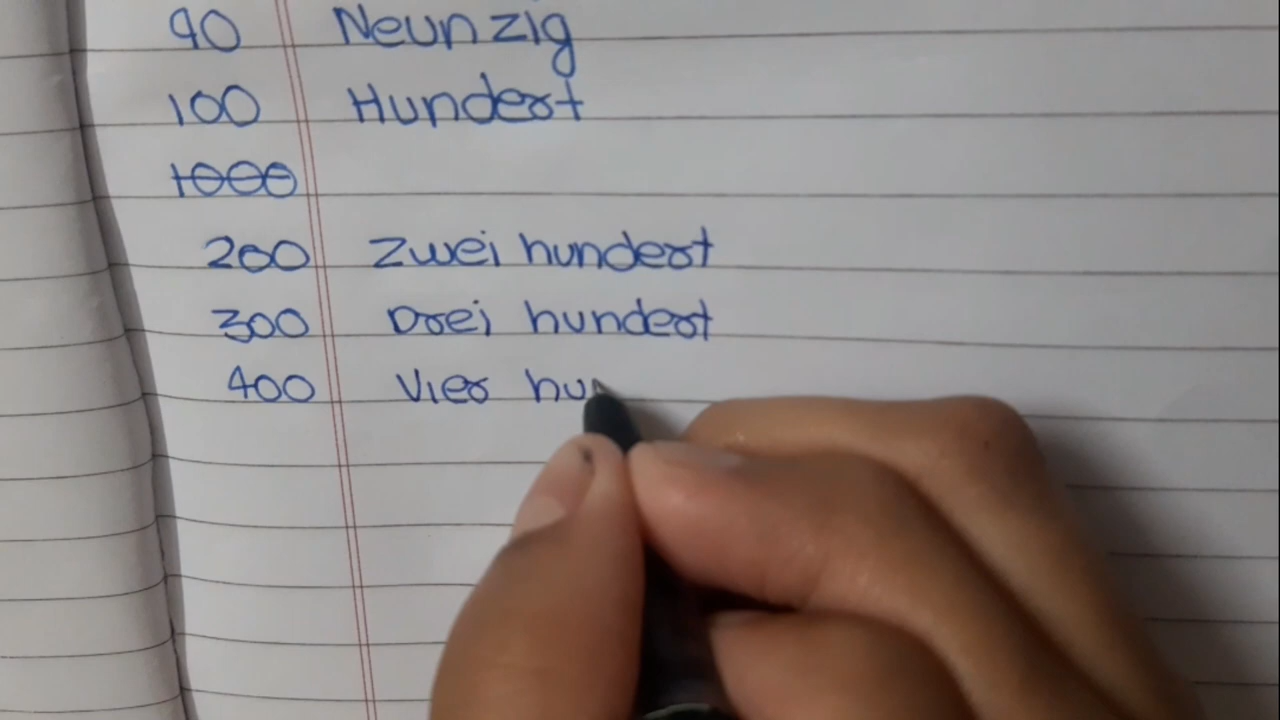 90 Neunzig
100 Hundert
1000
200 Zwei hundert
300 Drei hundert
400 Vier hu